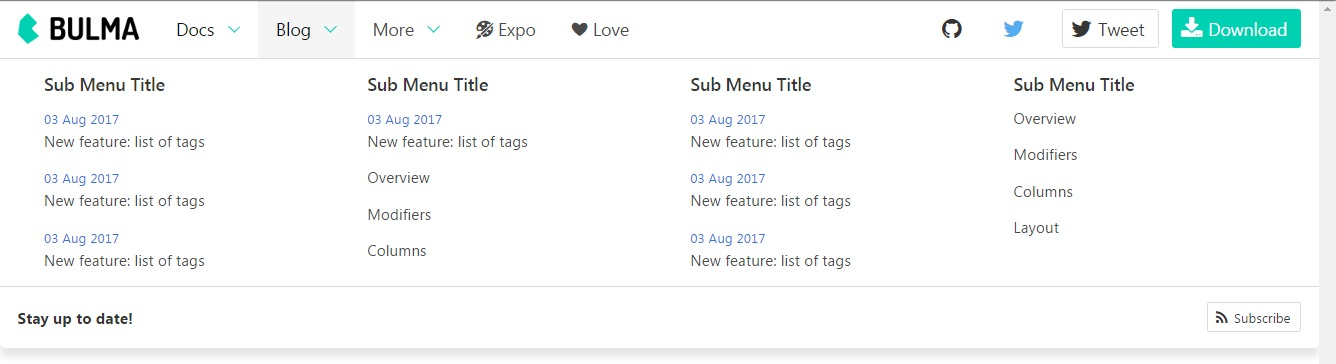 BULMA Docs Blog More Expo Love Tweet Download
Sub Menu Title
03 Aug 2017
New feature: list of tags
03 Aug 2017
New feature: list of tags
03 Aug 2017
New feature: list of tags
Sub Menu Title
03 Aug 2017
New feature: list of tags
Overview
Modifiers
Columns
Sub Menu Title
03 Aug 2017
New feature: list of tags
03 Aug 2017
New feature: list of tags
03 Aug 2017
New feature: list of tags
Sub Menu Title
Overview
Modifiers
Columns
Layout
Stay up to date! Subscribe